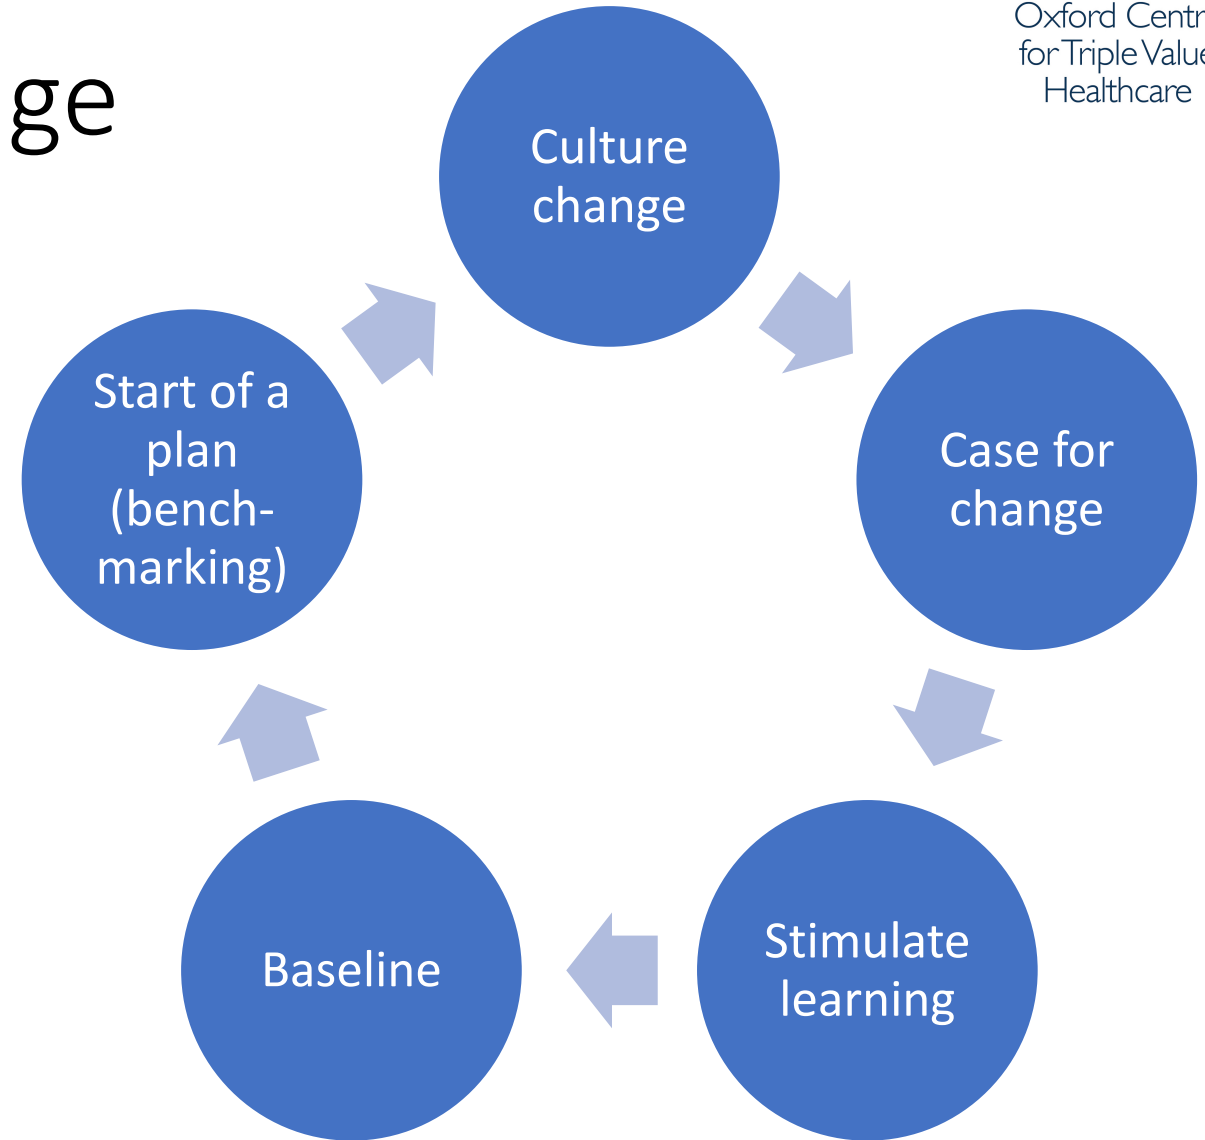 ge
Oxford Centr
for Triple Value
Healthcare
Culture
change
Case for
change
Stimulate
learning
Baseline
Start of a
plan
(bench-
marking)